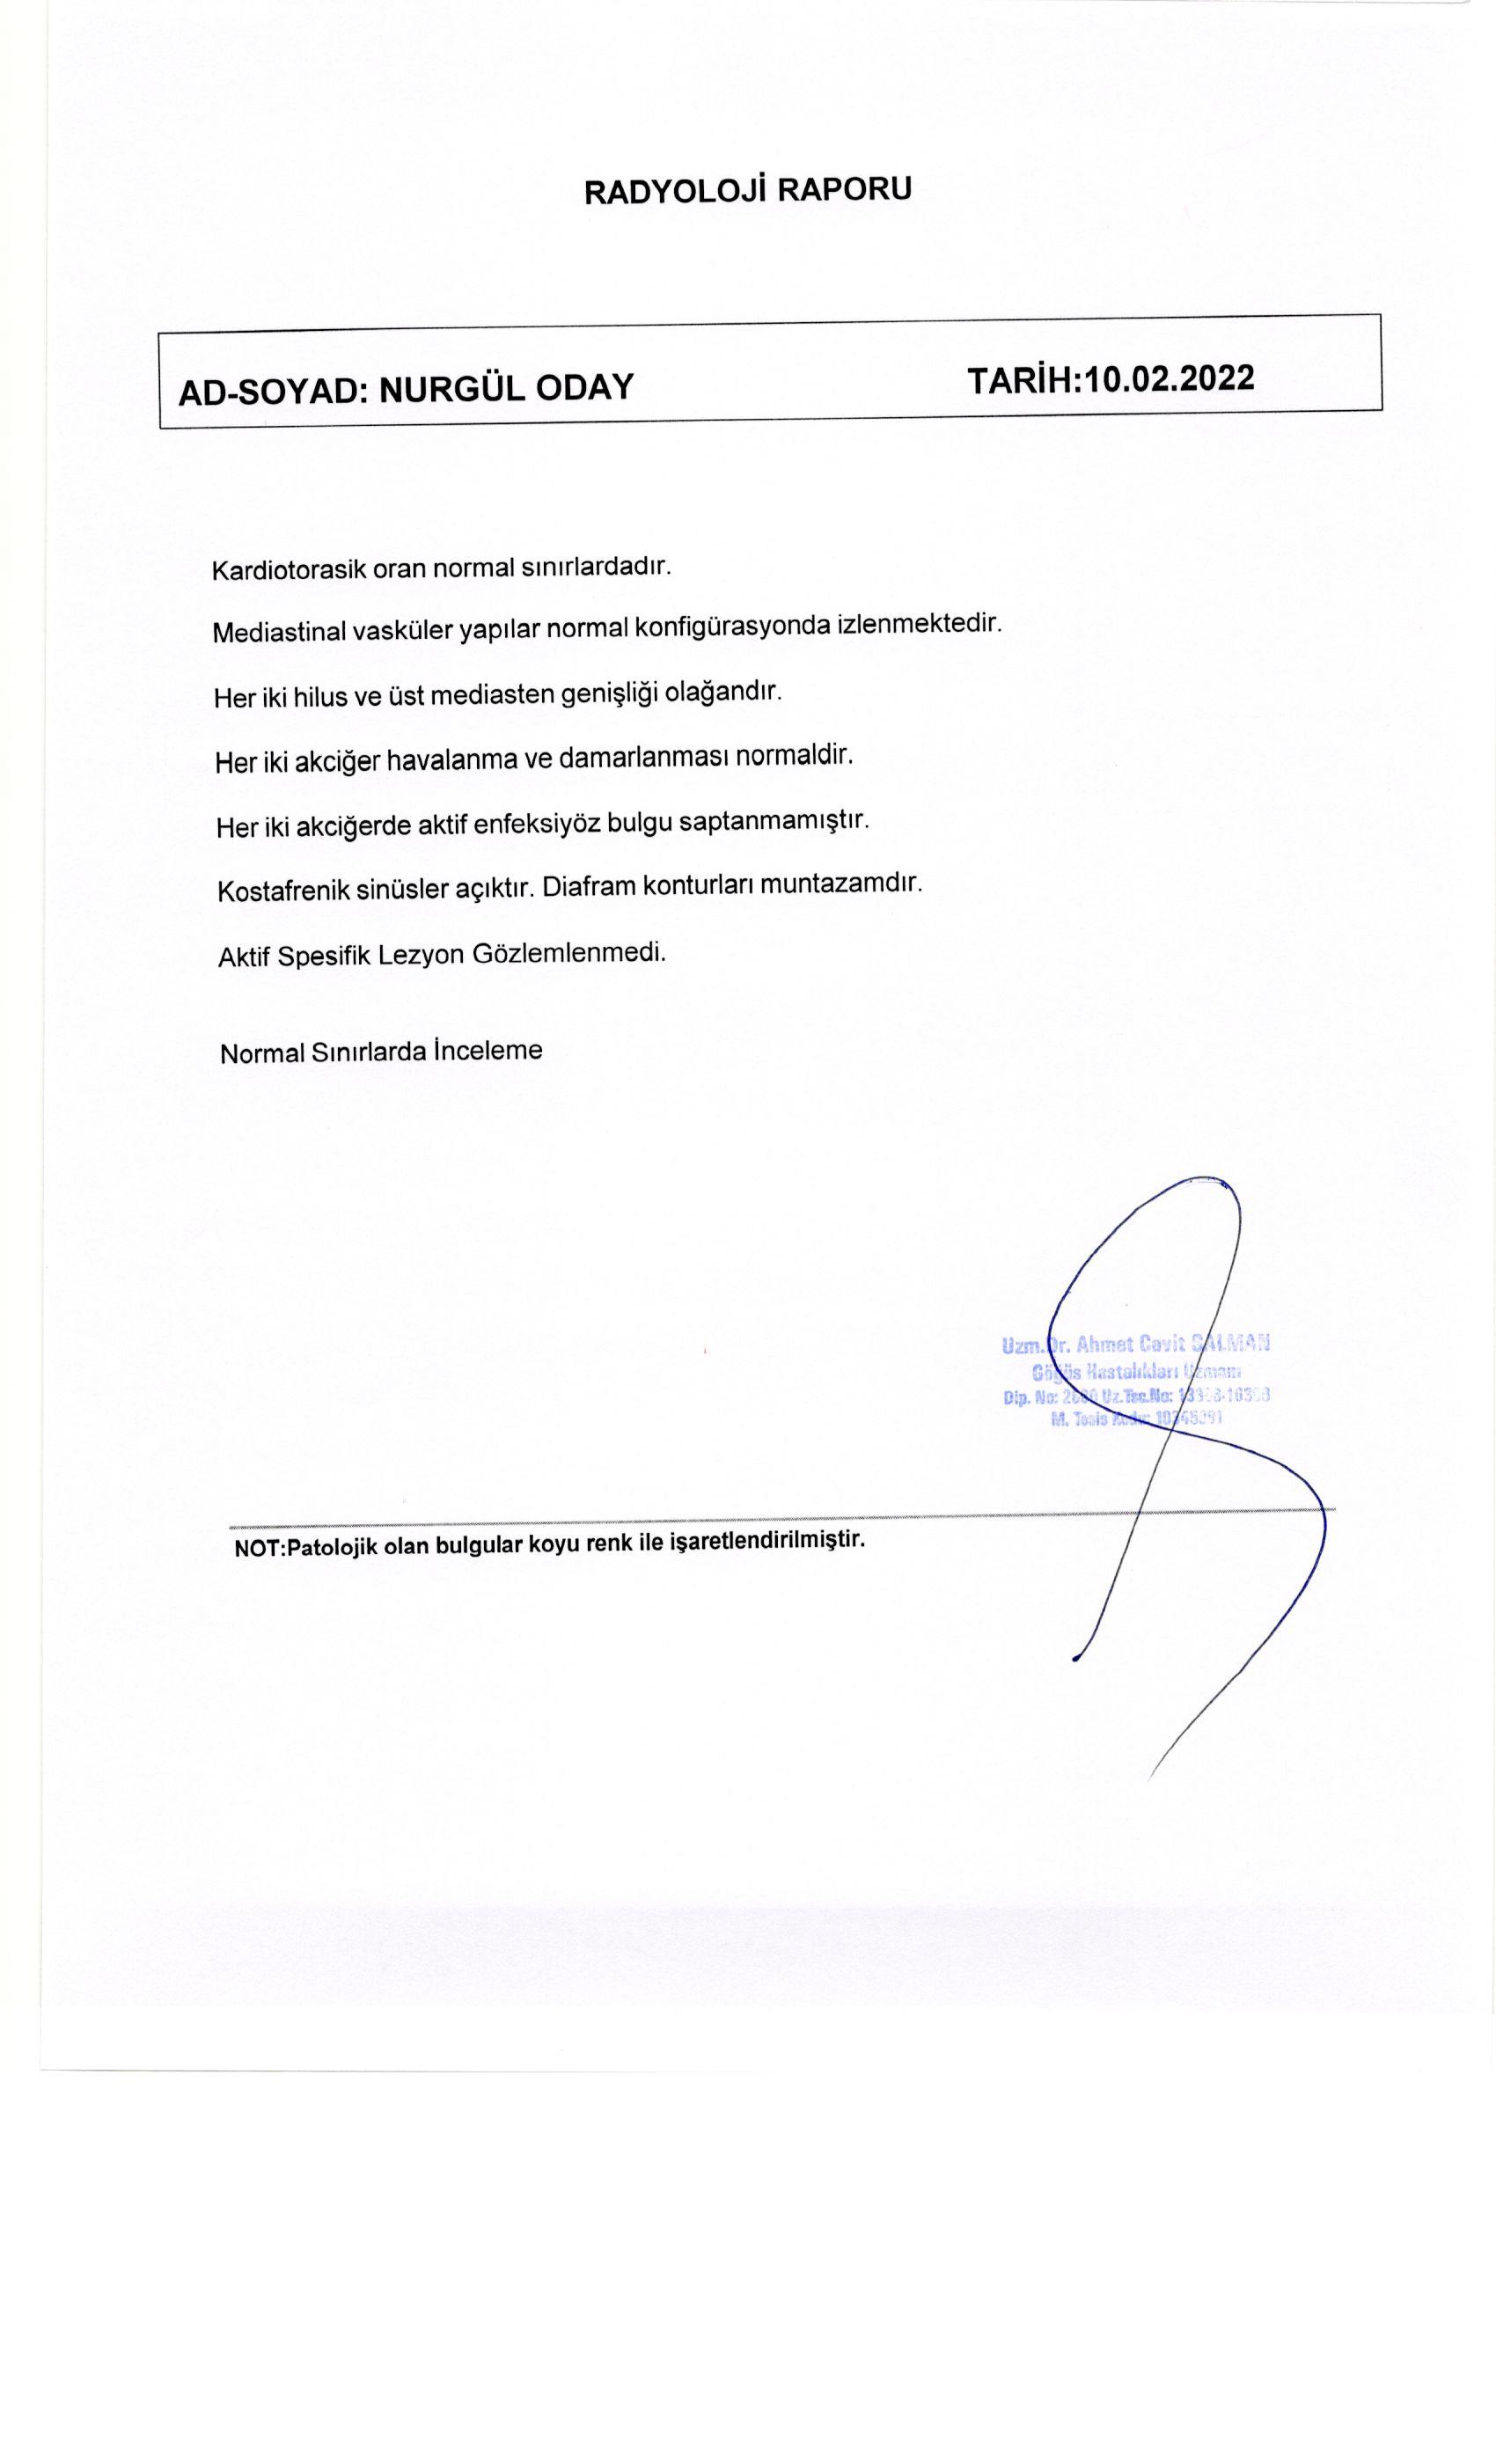 RADYOLOJİ RAPORU
AD-SOYAD: NURGÜL ODAY TARİH:10.02.2022
Kardiotorasik oran normal sınırlardadır.
Mediastinal vasküler yapılar normal konfigürasyonda izlenmektedir.
Her iki hilus ve üst mediasten genişliği olağandır.
Her iki akciğer havalanma ve damarlanması normaldir.
Her iki akciğerde aktif enfeksiyöz bulgu saptanmamıştır.
Kostafrenik sinüsler açıktır. Diafram konturları muntazamdır.
Aktif Spesifik Lezyon Gözlemlenmedi.
Normal Sınırlarda İnceleme
Uzm.Dr. Ahmet Cavit SALMAN
Göğüs Hastalıkları Uzmanı
Dip. No: Uz.Tsc.No:
M. Tesis Kodu:
NOT:Patolojik olan bulgular koyu renk ile işaretlendirilmiştir.